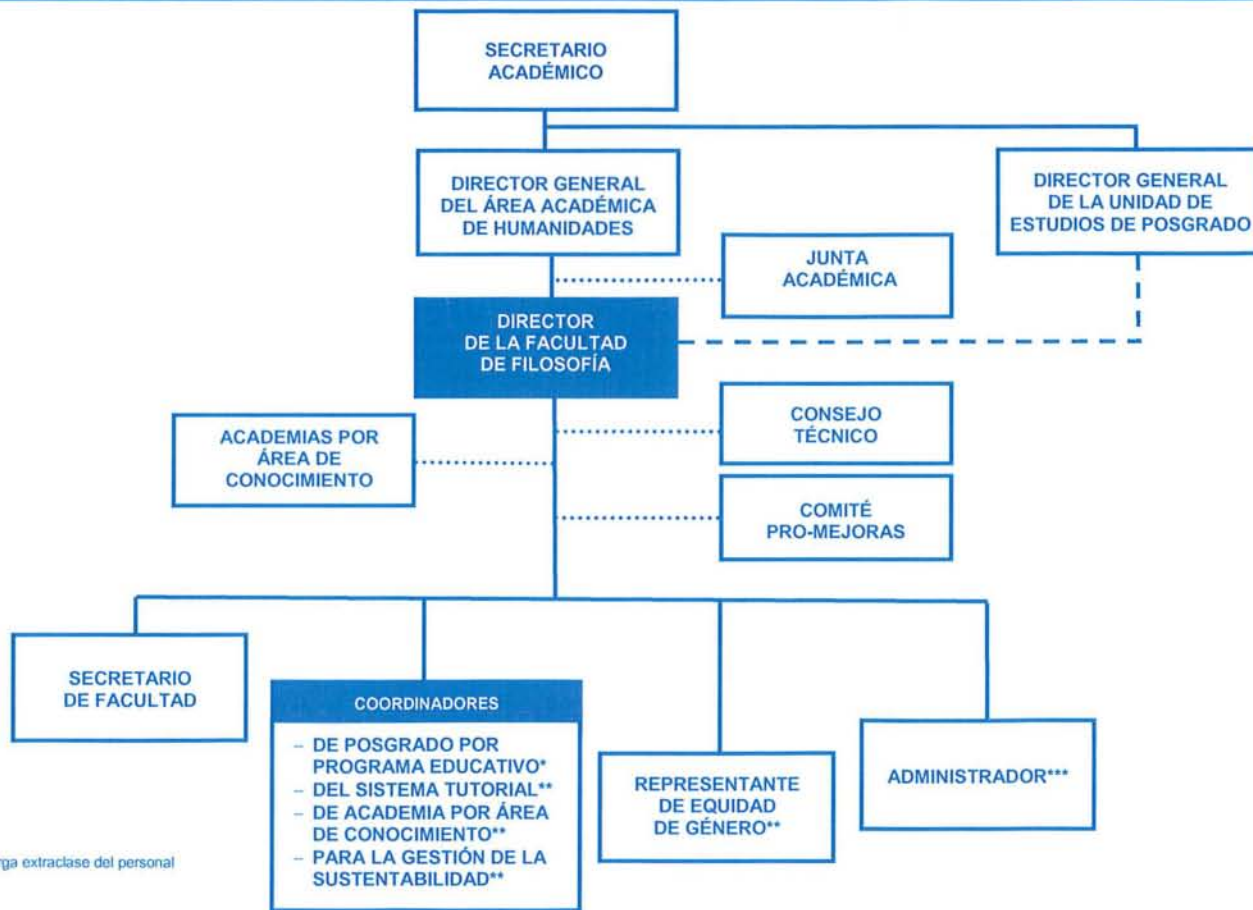 SECRETARIO
ACADÉMICO
DIRECTOR GENERAL
DEL ÁREA ACADÉMICA
DE HUMANIDADES
DIRECTOR GENERAL
DE LA UNIDAD DE
ESTUDIOS DE POSGRADO
JUNTA
ACADÉMICA
DIRECTOR
DE LA FACULTAD
DE FILOSOFÍA
CONSEJO
TÉCNICO
ACADEMIAS POR
ÁREA DE
CONOCIMIENTO
COMITÉ
PRO-MEJORAS
SECRETARIO
DE FACULTAD
COORDINADORES
– DE POSGRADO POR
PROGRAMA EDUCATIVO*
– DEL SISTEMA TUTORIAL**
– DE ACADEMIA POR ÁREA
DE CONOCIMIENTO**
– PARA LA GESTIÓN DE LA
SUSTENTABILIDAD**
REPRESENTANTE
DE EQUIDAD
DE GÉNERO**
ADMINISTRADOR***
extraclase del personal